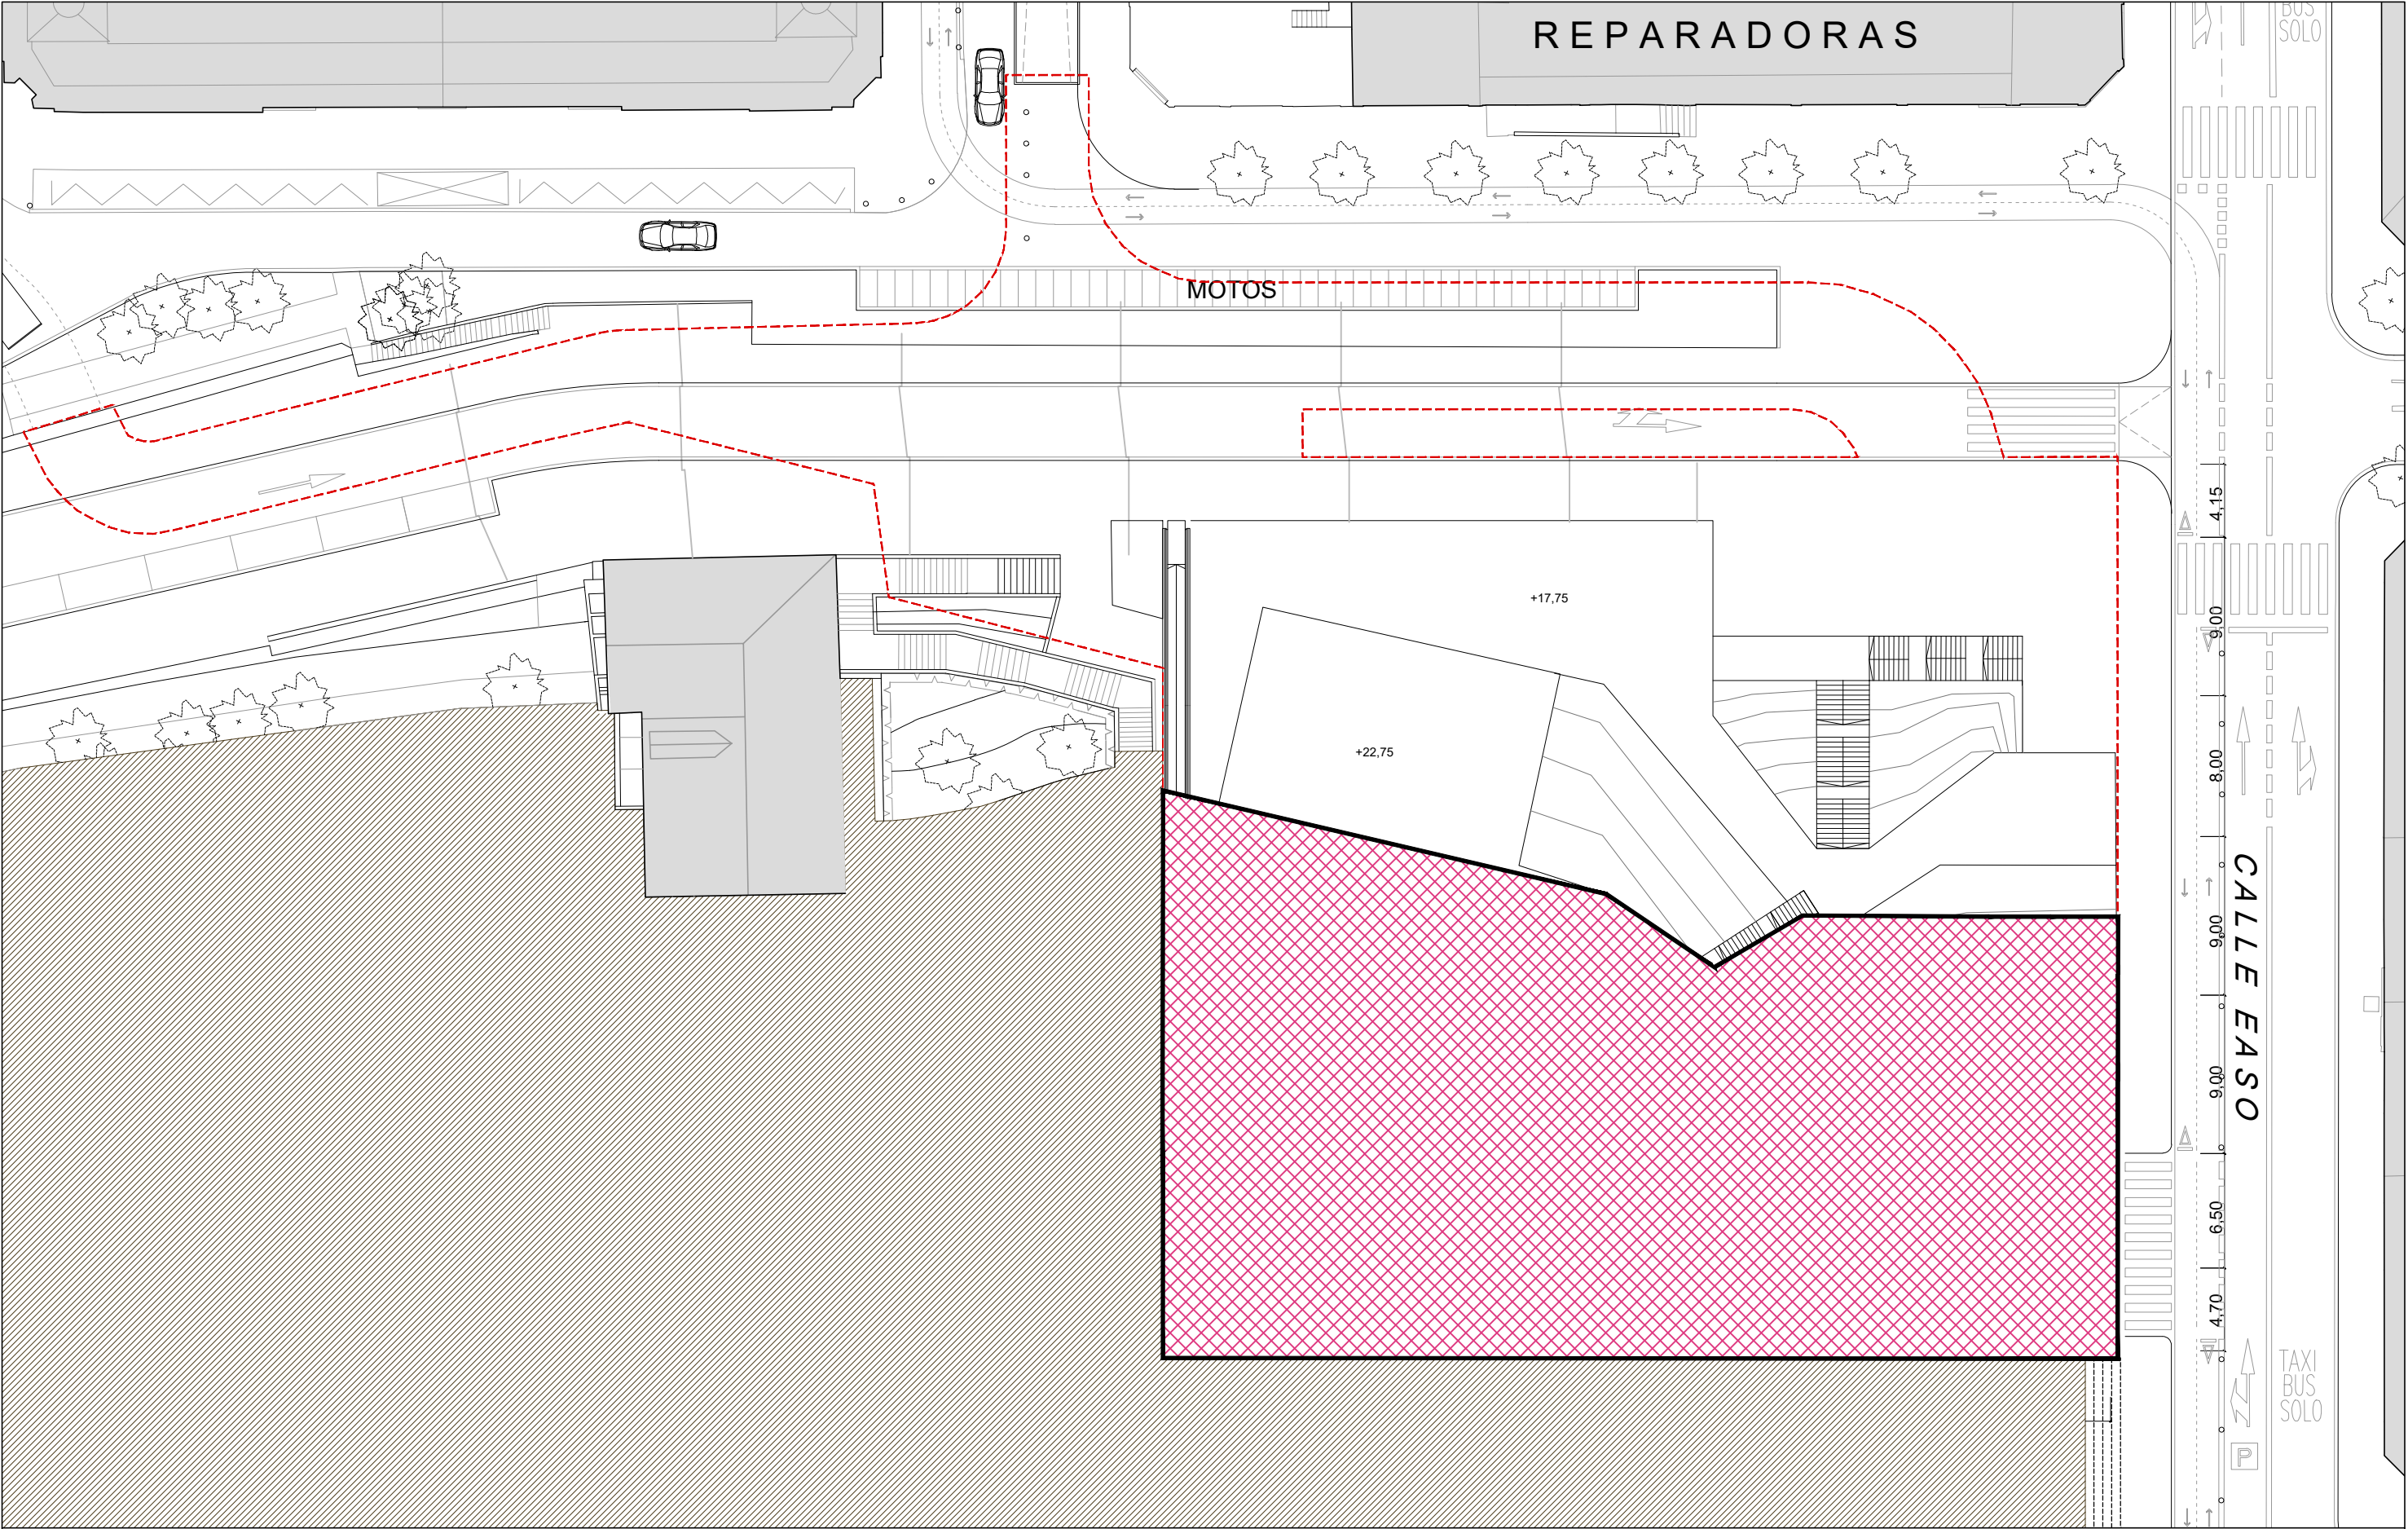 REPARADORAS
BUS
SOLO
MOTOS
4,15
+17,75
9,00
+22,75
8,00
9,00
CALLE EASO
9,00
6,50
4,70
TAXI
BUS
SOLO
P